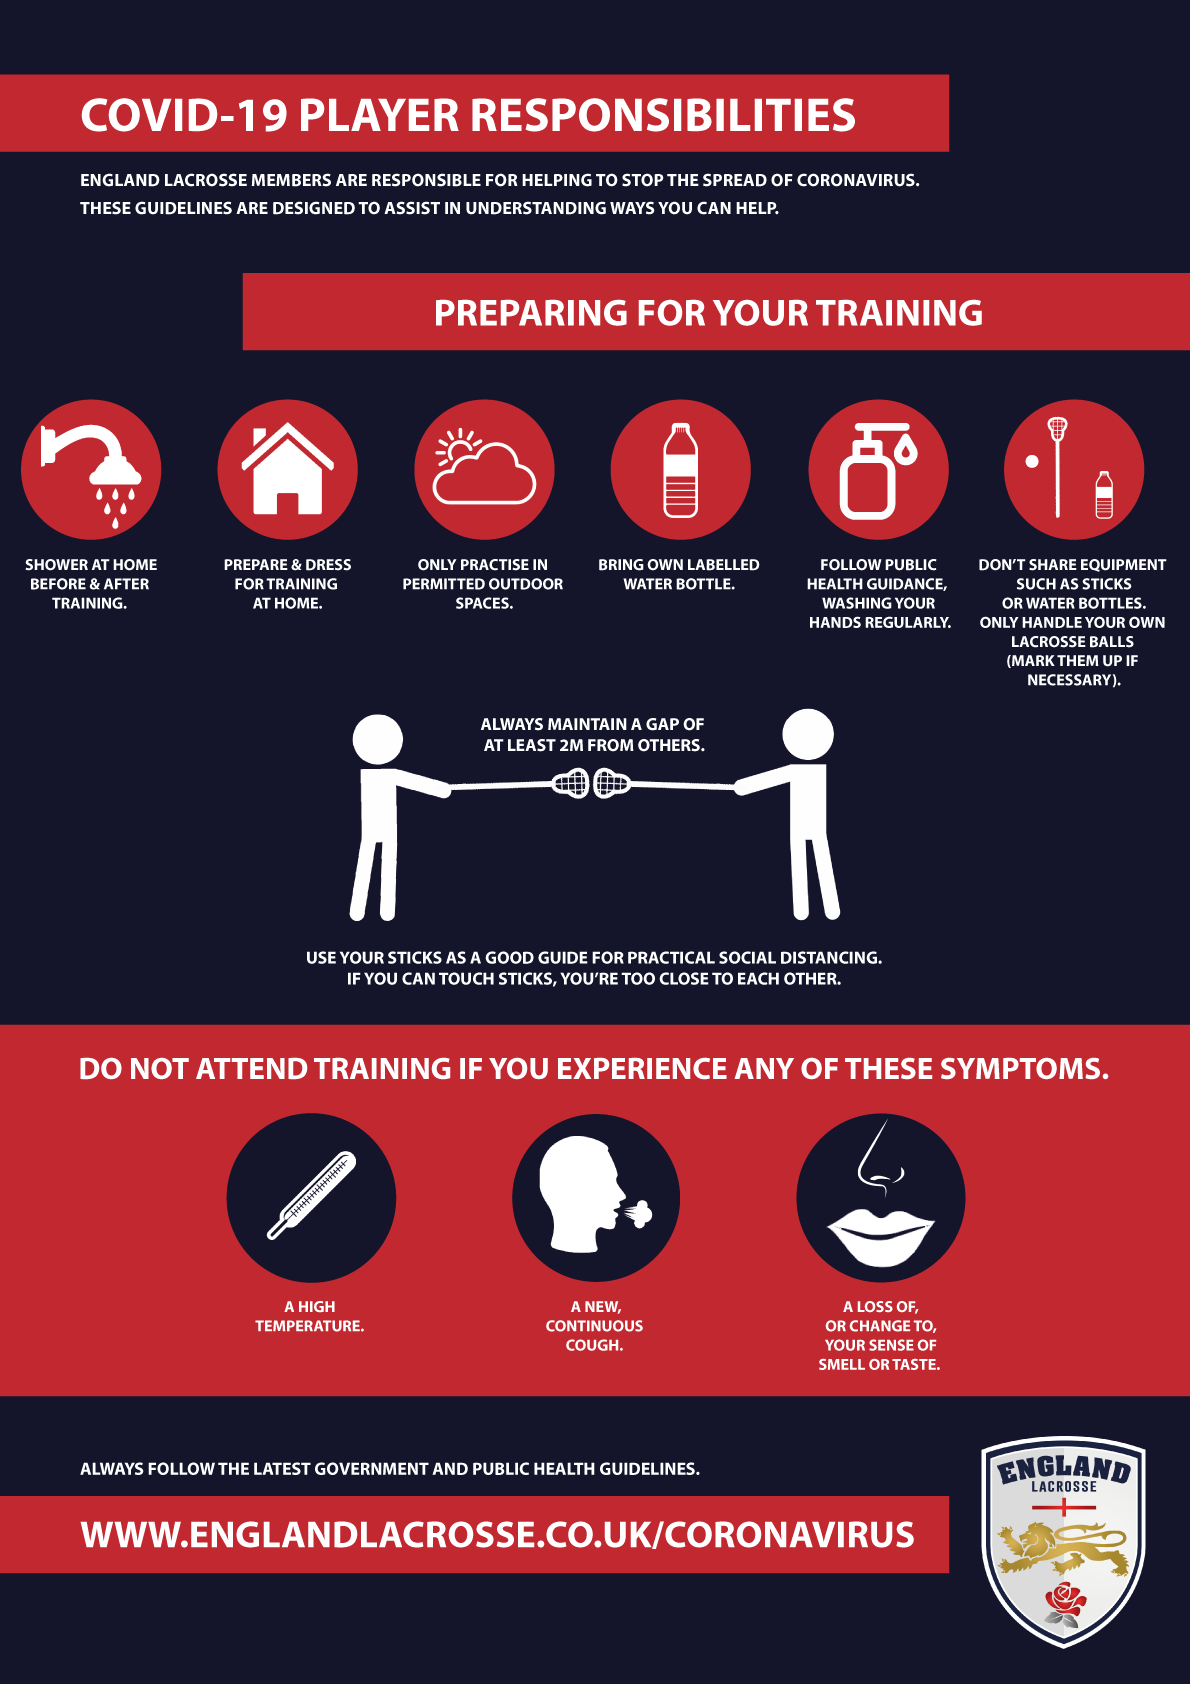 COVID-19 PLAYER RESPONSIBILITIES
ENGLAND LACROSSE MEMBERS ARE RESPONSIBLE FOR HELPING TO STOP THE SPREAD OF CORONAVIRUS.
THESE GUIDELINES ARE DESIGNED TO ASSIST IN UNDERSTANDING WAYS YOU CAN HELP.
PREPARING FOR YOUR TRAINING
SHOWER AT HOME
BEFORE & AFTER
TRAINING.
PREPARE & DRESS
FOR TRAINING
AT HOME.
ONLY PRACTISE IN
PERMITTED OUTDOOR
SPACES.
BRING OWN LABELLED
WATER BOTTLE.
FOLLOW PUBLIC
HEALTH GUIDANCE,
WASHING YOUR
HANDS REGULARLY.
DON'T SHARE EQUIPMENT
SUCH AS STICKS
OR WATER BOTTLES.
ONLY HANDLE YOUR OWN
LACROSSE BALLS
(MARK THEM UP IF
NECESSARY).
ALWAYS MAINTAIN A GAP OF
AT LEAST 2M FROM OTHERS.
USE YOUR STICKS AS A GOOD GUIDE FOR PRACTICAL SOCIAL DISTANCING.
IF YOU CAN TOUCH STICKS, YOU'RE TOO CLOSE TO EACH OTHER.
DO NOT ATTEND TRAINING IF YOU EXPERIENCE ANY OF THESE SYMPTOMS.
A HIGH
TEMPERATURE.
A NEW,
CONTINUOUS
COUGH.
A LOSS OF,
OR CHANGE TO,
YOUR SENSE OF
SMELL OR TASTE.
ALWAYS FOLLOW THE LATEST GOVERNMENT AND PUBLIC HEALTH GUIDELINES.
WWW.ENGLANDLACROSSE.CO.UK/CORONAVIRUS
ENGLAND
LACROSSE